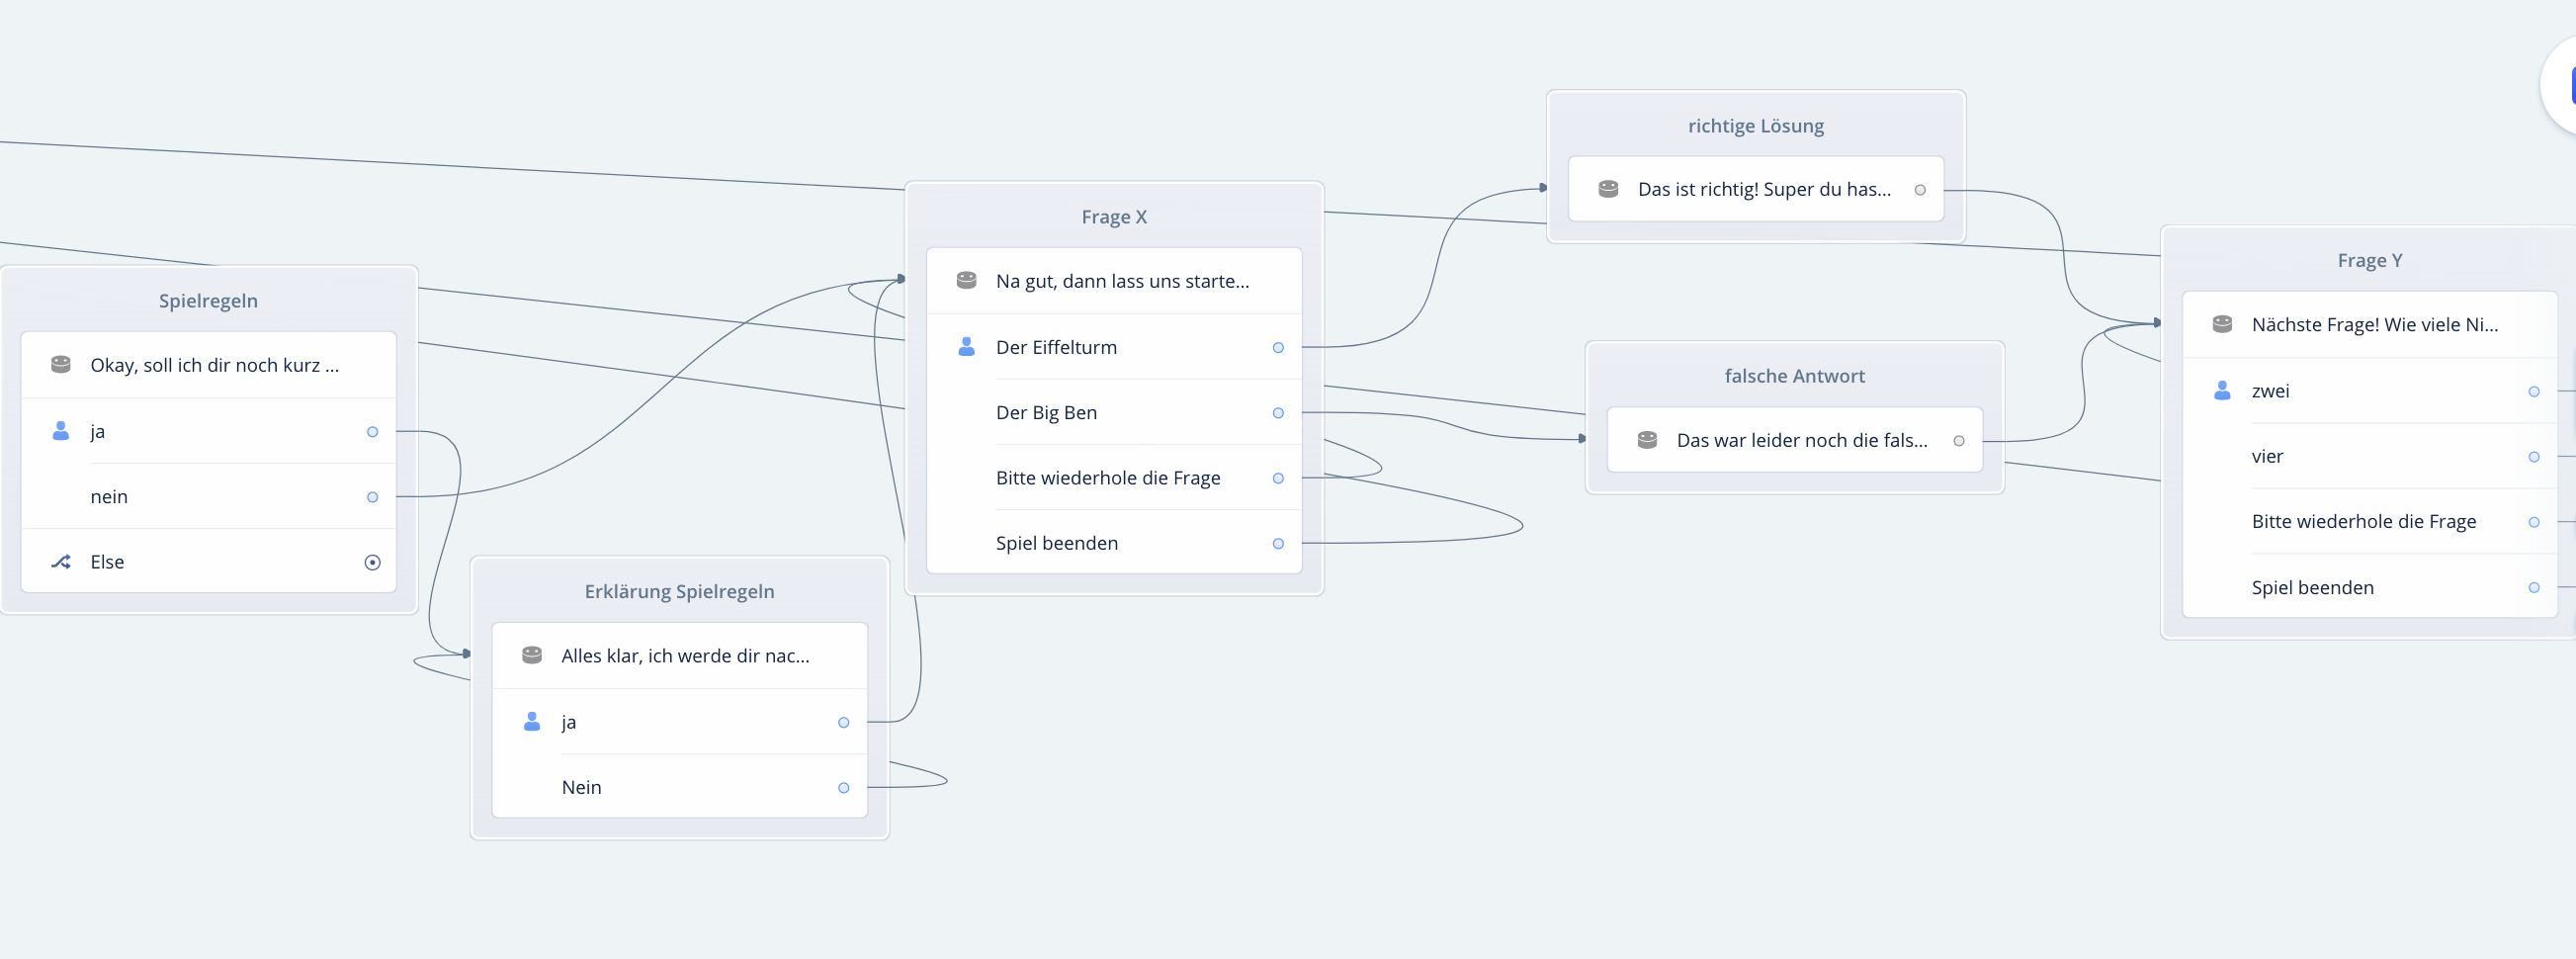 Spielregeln
Okay, soll ich dir noch kurz ...
ja
nein
Else
Erklärung Spielregeln
Alles klar, ich werde dir nac...
ja
Nein
Frage X
Na gut, dann lass uns starte...
Der Eiffelturm
Der Big Ben
Bitte wiederhole die Frage
Spiel beenden
richtige Lösung
Das ist richtig! Super du has...
falsche Antwort
Das war leider noch die fals...
Frage Y
Nächste Frage! Wie viele Ni...
zwei
vier
Bitte wiederhole die Frage
Spiel beenden